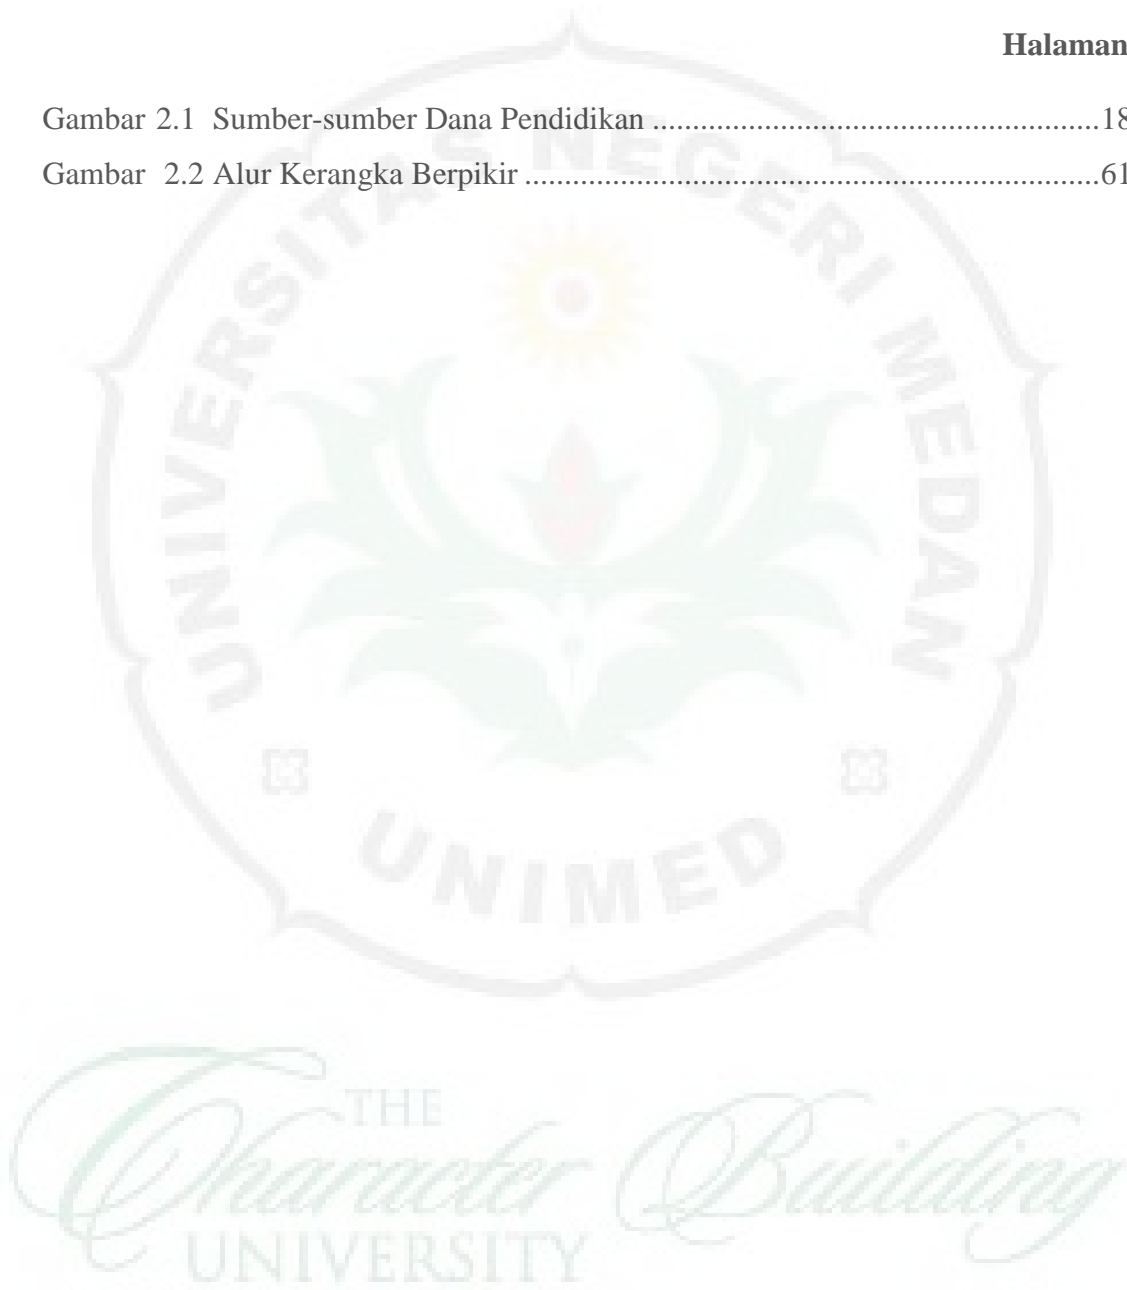 Halaman
Gambar 2.1 Sumber-sumber Dana Pendidikan ........................................................18
Gambar 2.2 Alur Kerangka Berpikir ........................................................................61
UNIVERSITAS NEGERI MEDAN
UNIMED
THE
Character Building
UNIVERSITY